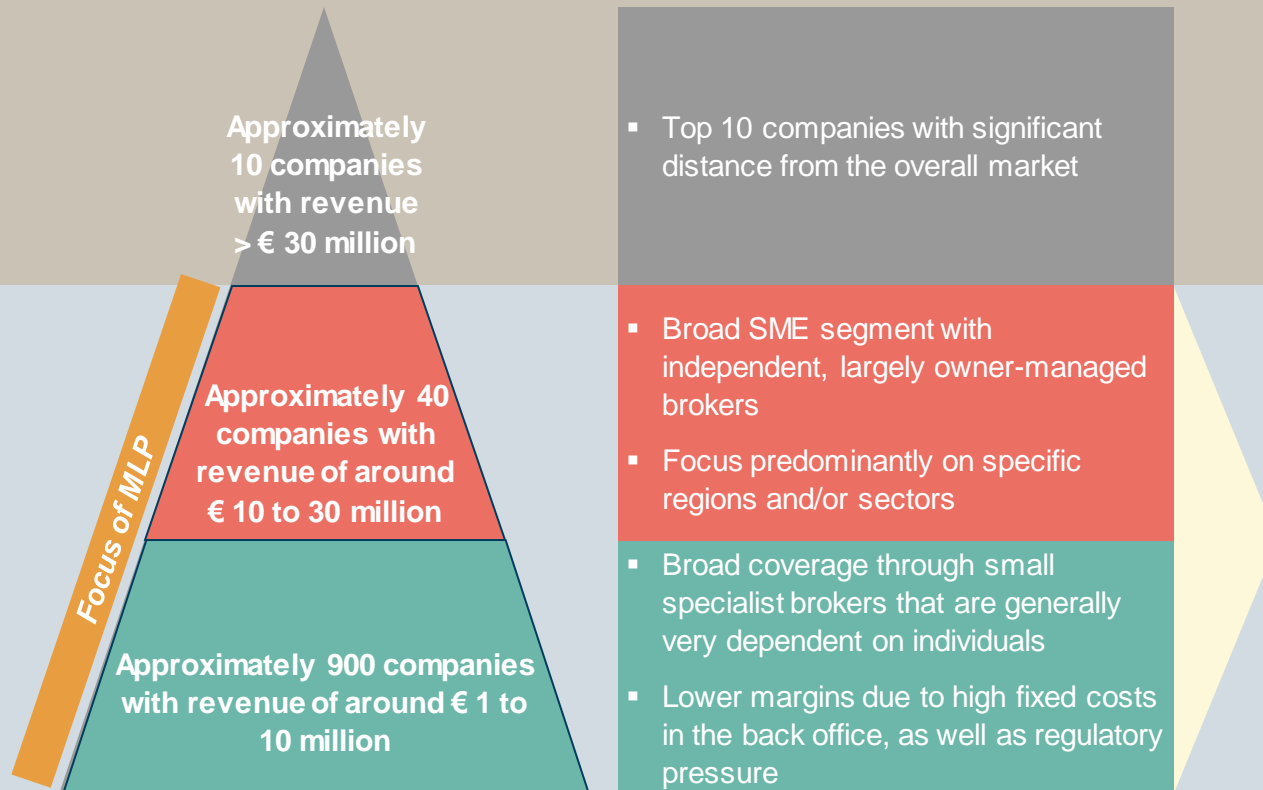 Approximately
10 companies
with revenue
> € 30 million
▪ Top 10 companies with significant
distance from the overall market
Focus of MLP
Approximately 40
companies with
revenue of around
€ 10 to 30 million
▪ Broad SME segment with
independent, largely owner-managed
brokers
▪ Focus predominantly on specific
regions and/or sectors
Approximately 900 companies
with revenue of around € 1 to
10 million
▪ Broad coverage through small
specialist brokers that are generally
very dependent on individuals
▪ Lower margins due to high fixed costs
in the back office, as well as regulatory
pressure